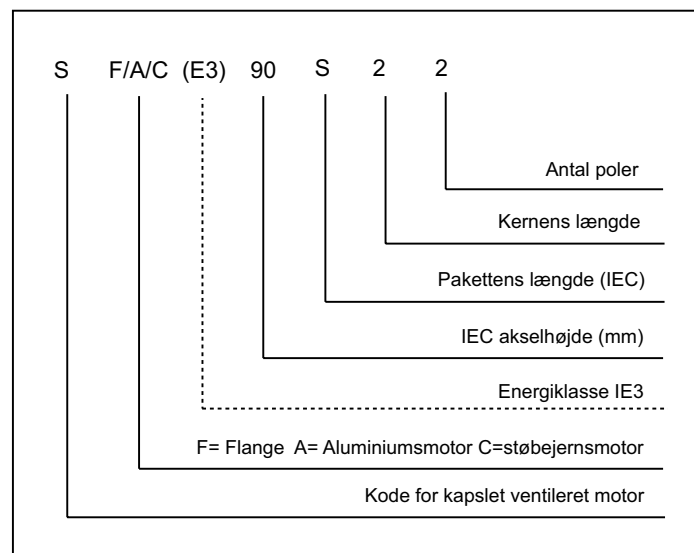 S F/A/C (E3) 90 S 2 2
Antal poler
Kernens længde
Pakettens længde (IEC)
IEC akselhøjde (mm)
Energiklasse IE3
F= Flange A= Aluminiumsmotor C=støbejernsmotor
Kode for kapslet ventileret motor